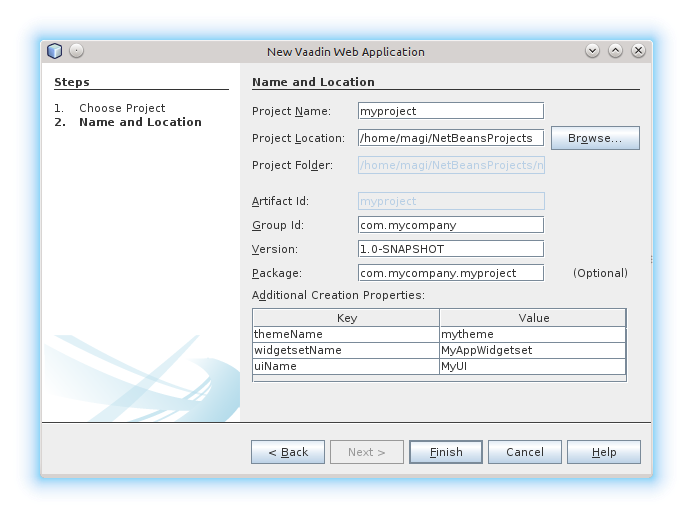 New Vaadin Web Application
Steps
1. Choose Project
2. Name and Location
Name and Location
Project Name: myproject
Project Location: /home/magi/NetBeansProjects Browse...
Project Folder: /home/magi/NetBeansProjects/
Artifact Id: myproject
Group Id: com.mycompany
Version: 1.0-SNAPSHOT
Package: com.mycompany.myproject (Optional)
Additional Creation Properties:
Key Value
themeName mytheme
widgetsetName MyAppWidgetset
uiName MyUI
< Back Next > Finish Cancel Help